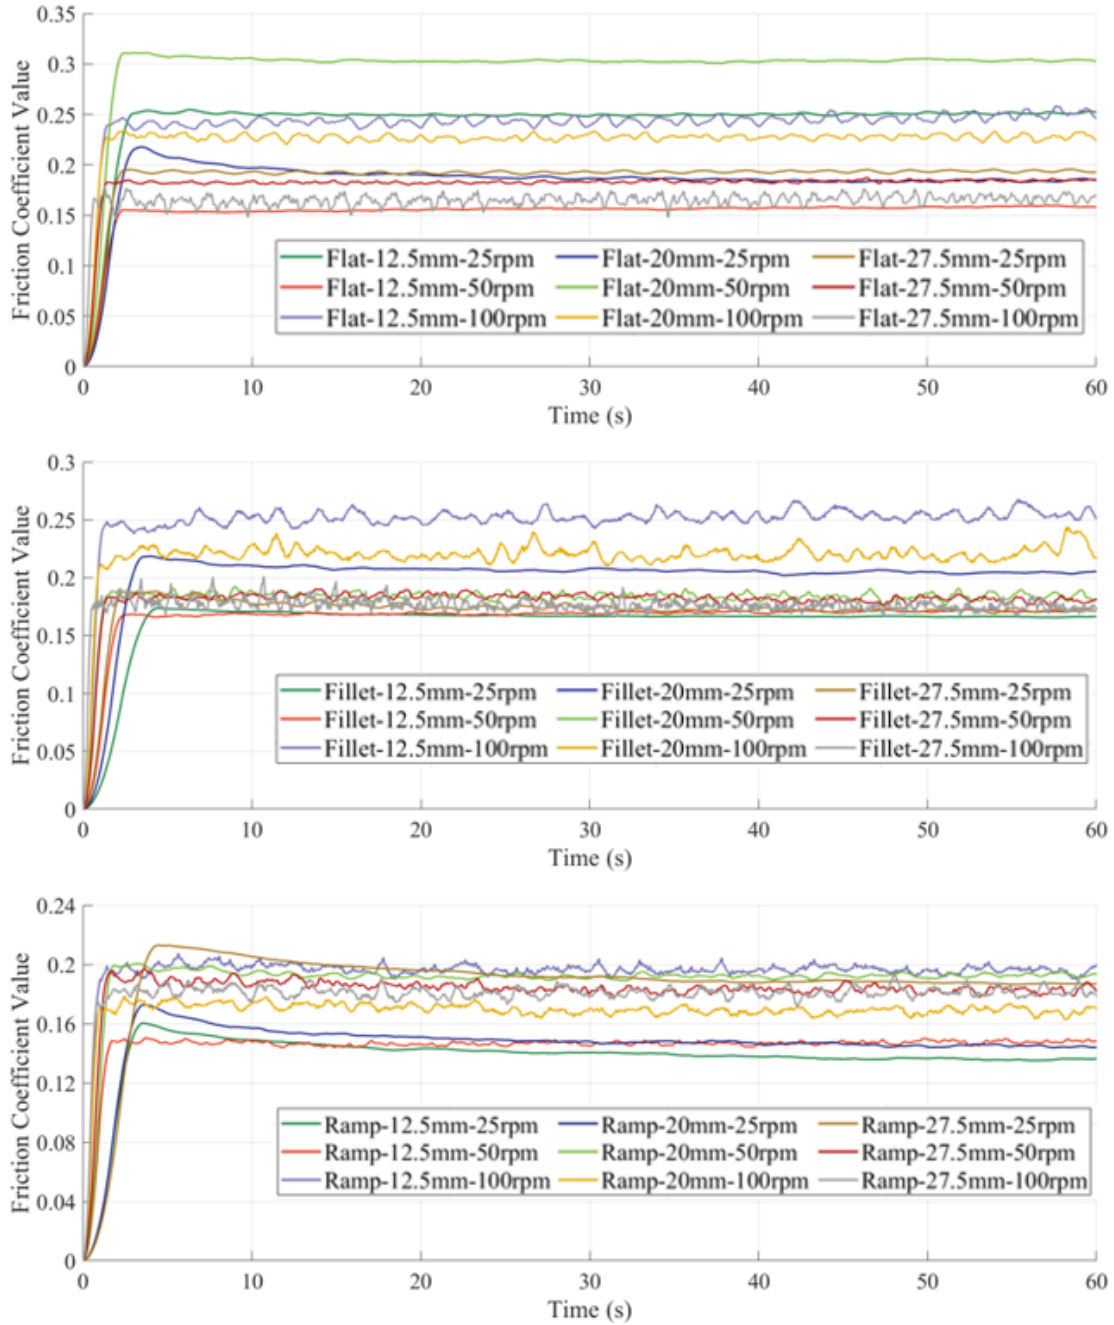 0.35
0.3
0.25
0.2
0.15
0.1
0.05
0
Friction Coefficient Value
Flat-12.5mm-25rpm Flat-20mm-25rpm Flat-27.5mm-25rpm
Flat-12.5mm-50rpm Flat-20mm-50rpm Flat-27.5mm-50rpm
Flat-12.5mm-100rpm Flat-20mm-100rpm Flat-27.5mm-100rpm
0 10 20 30 40 50 60
Time (s)
0.3
0.25
0.2
0.15
0.1
0.05
0
Friction Coefficient Value
Fillet-12.5mm-25rpm Fillet-20mm-25rpm Fillet-27.5mm-25rpm
Fillet-12.5mm-50rpm Fillet-20mm-50rpm Fillet-27.5mm-50rpm
Fillet-12.5mm-100rpm Fillet-20mm-100rpm Fillet-27.5mm-100rpm
0 10 20 30 40 50 60
Time (s)
0.24
0.2
0.16
0.12
0.08
0.04
0
Friction Coefficient Value
Ramp-12.5mm-25rpm Ramp-20mm-25rpm Ramp-27.5mm-25rpm
Ramp-12.5mm-50rpm Ramp-20mm-50rpm Ramp-27.5mm-50rpm
Ramp-12.5mm-100rpm Ramp-20mm-100rpm Ramp-27.5mm-100rpm
0 10 20 30 40 50 60
Time (s)